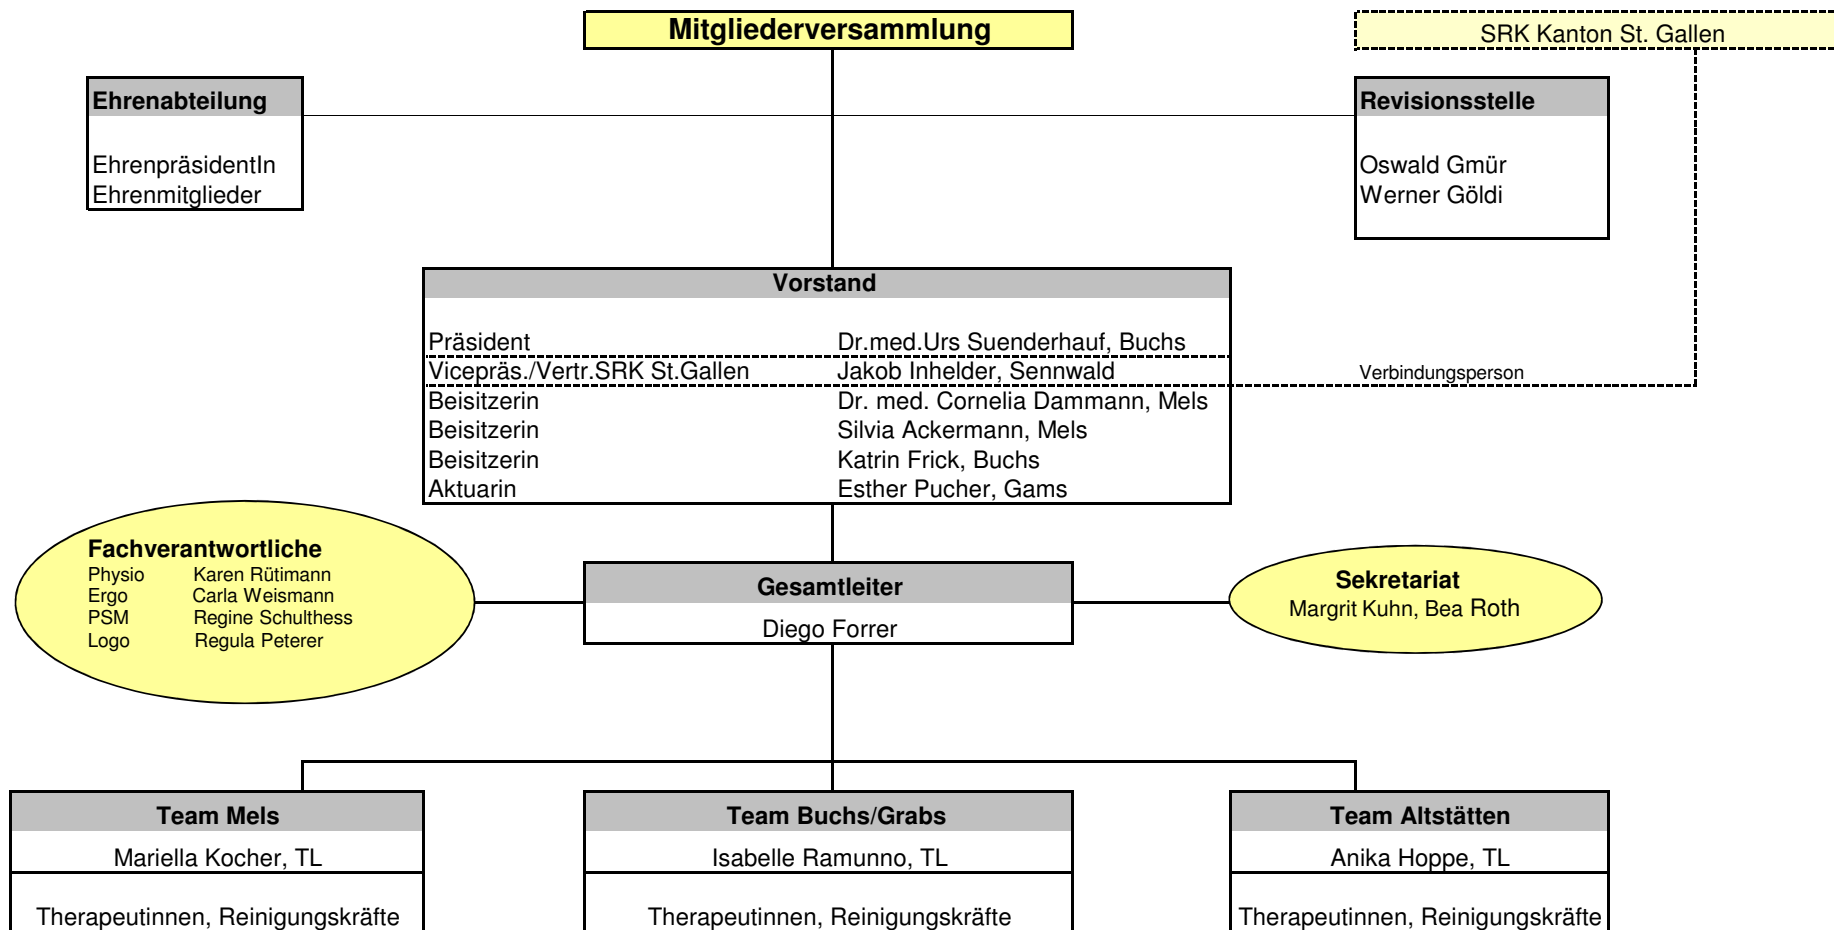 Mitgliederversammlung
SRK Kanton St. Gallen
Ehrenabteilung
EhrenpräsidentIn
Ehrenmitglieder
Revisionsstelle
Oswald Gmür
Werner Göldi
Vorstand
Präsident Dr.med.Urs Suenderhauf, Buchs
Vicepräs./Vertr.SRK St.Gallen Jakob Inhelder, Sennwald
Verbindungsperson
Beisitzerin Dr. med. Cornelia Dammann, Mels
Beisitzerin Silvia Ackermann, Mels
Beisitzerin Katrin Frick, Buchs
Aktuarin Esther Pucher, Gams
Fachverantwortliche
Physio Karen Rütimann
Ergo Carla Weismann
PSM Regine Schulthess
Logo Regula Peterer
Gesamtleiter
Diego Forrer
Sekretariat
Margrit Kuhn, Bea Roth
Team Mels
Mariella Kocher, TL
Therapeutinnen, Reinigungskräfte
Team Buchs/Grabs
Isabelle Ramunno, TL
Therapeutinnen, Reinigungskräfte
Team Altstätten
Anika Hoppe, TL
Therapeutinnen, Reinigungskräfte